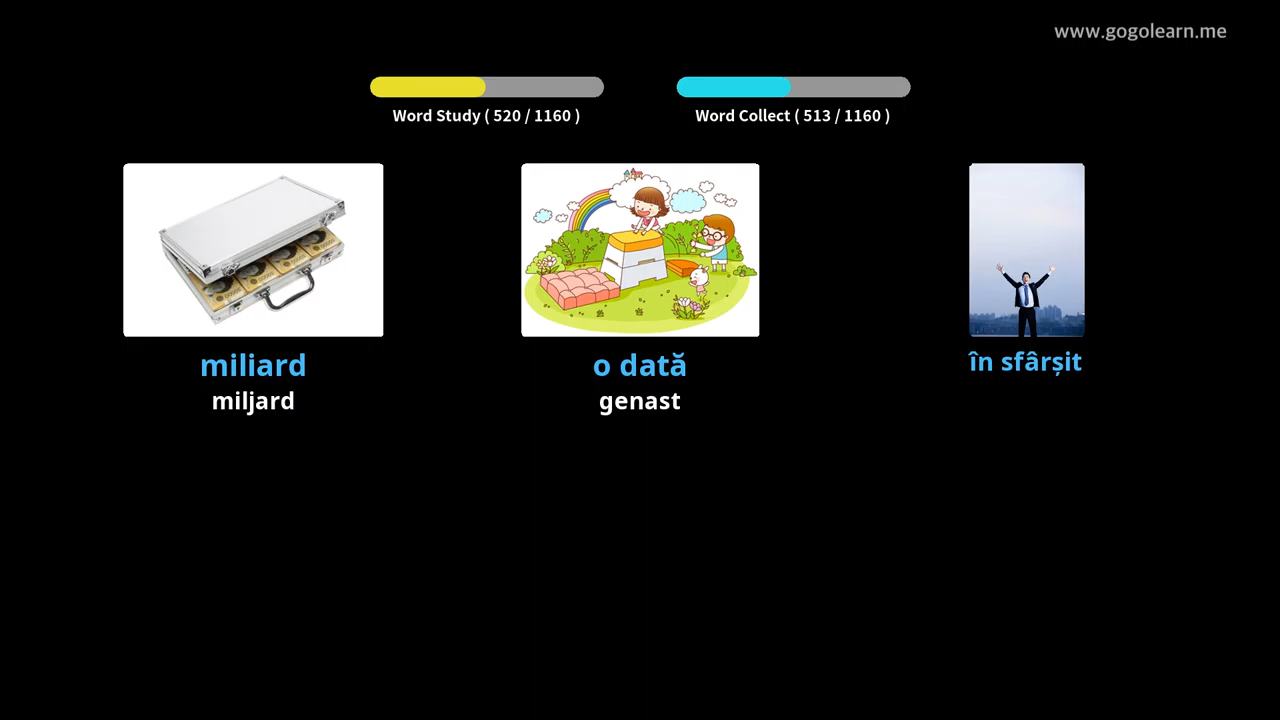 www.gogolearn.me
Word Study ( 520 / 1160 )
Word Collect ( 513 / 1160 )
miliard
miljard
o dată
genast
în sfârșit